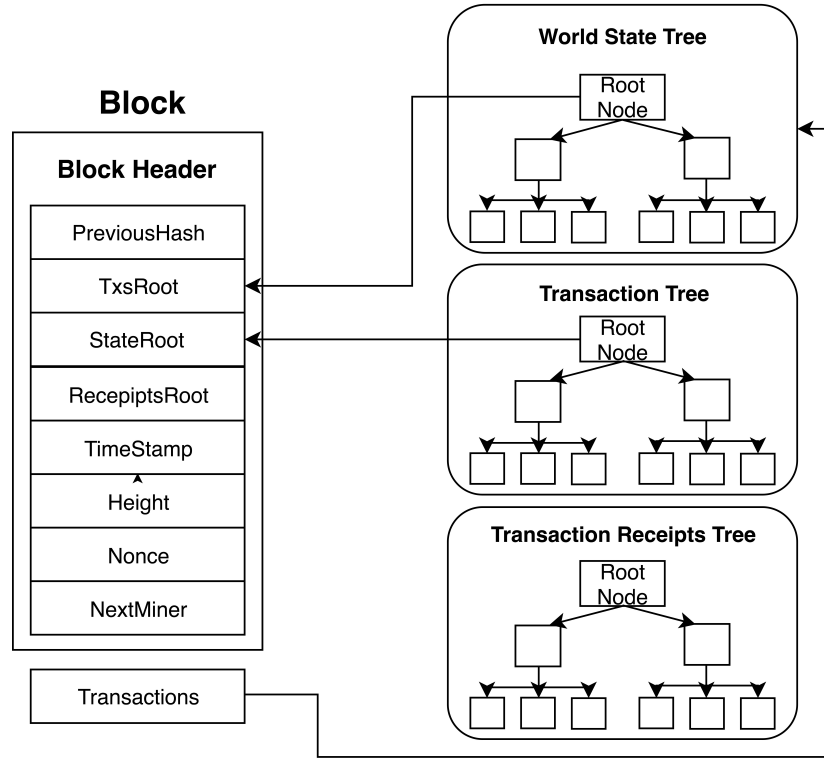 Block
Block Header
PreviousHash
TxsRoot
StateRoot
RecepiptsRoot
TimeStamp
Height
Nonce
NextMiner
Transactions
World State Tree
Root
Node
Transaction Tree
Root
Node
Transaction Receipts Tree
Root
Node